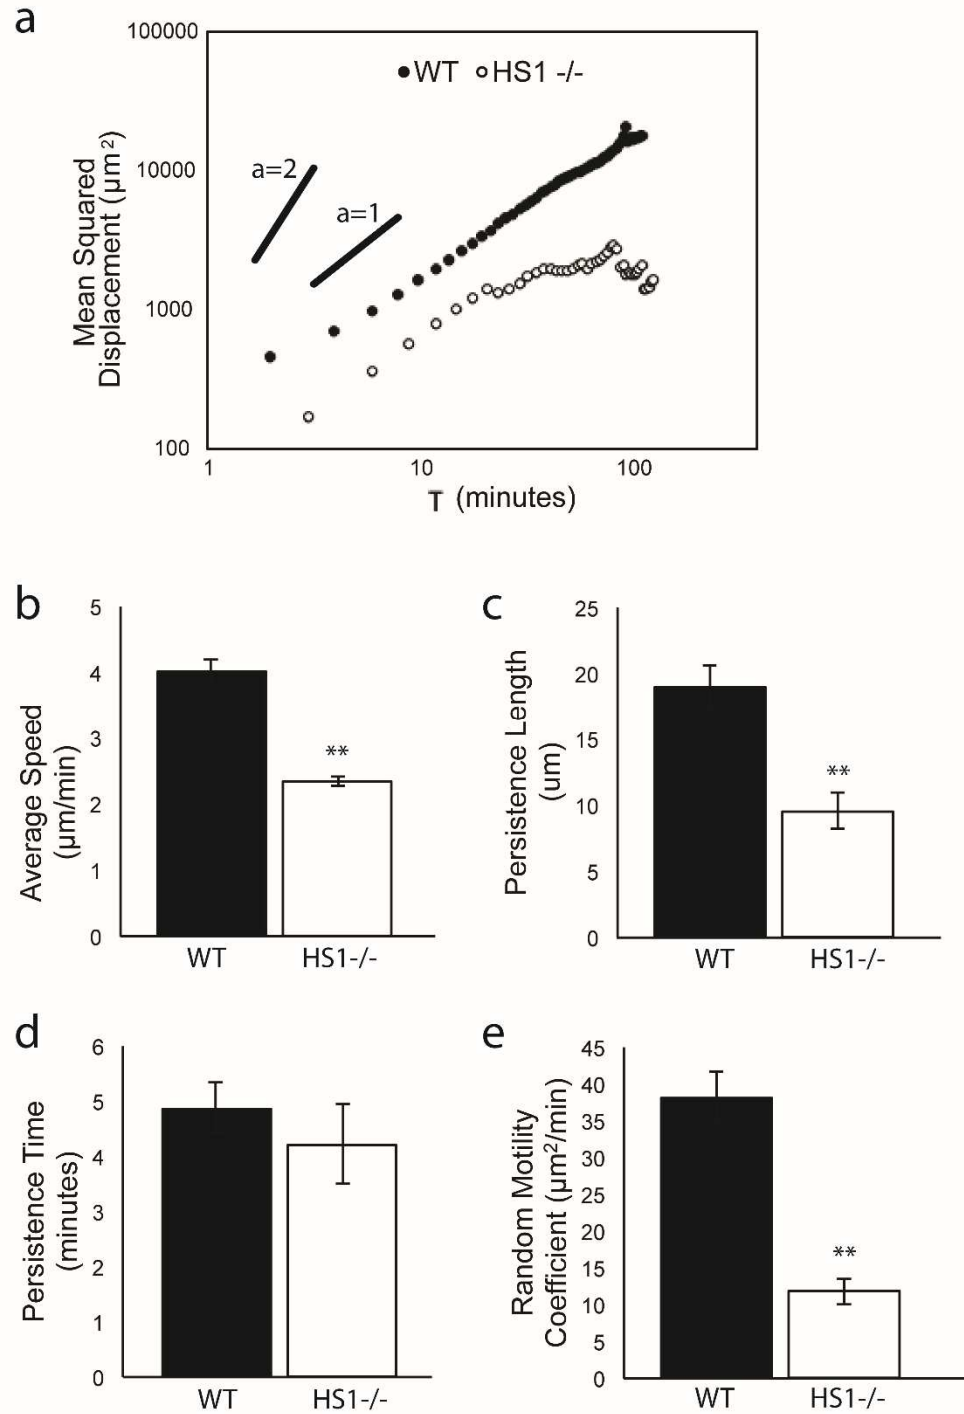 a
100000
10000
1000
100
Mean Squared
Displacement (µm²)
● WT ○ HS1 -/-
a=2
a=1
1 10 100
T (minutes)
b
5
4
3
2
1
0
Average Speed
(µm/min)
**
WT HS1-/-
c
25
20
15
10
5
0
Persistence Length
(um)
**
WT HS1-/-
d
6
5
4
3
2
1
0
Persistence Time
(minutes)
WT HS1-/-
e
45
40
35
30
25
20
15
10
5
0
Random Motility
Coefficient (µm²/min)
**
WT HS1-/-